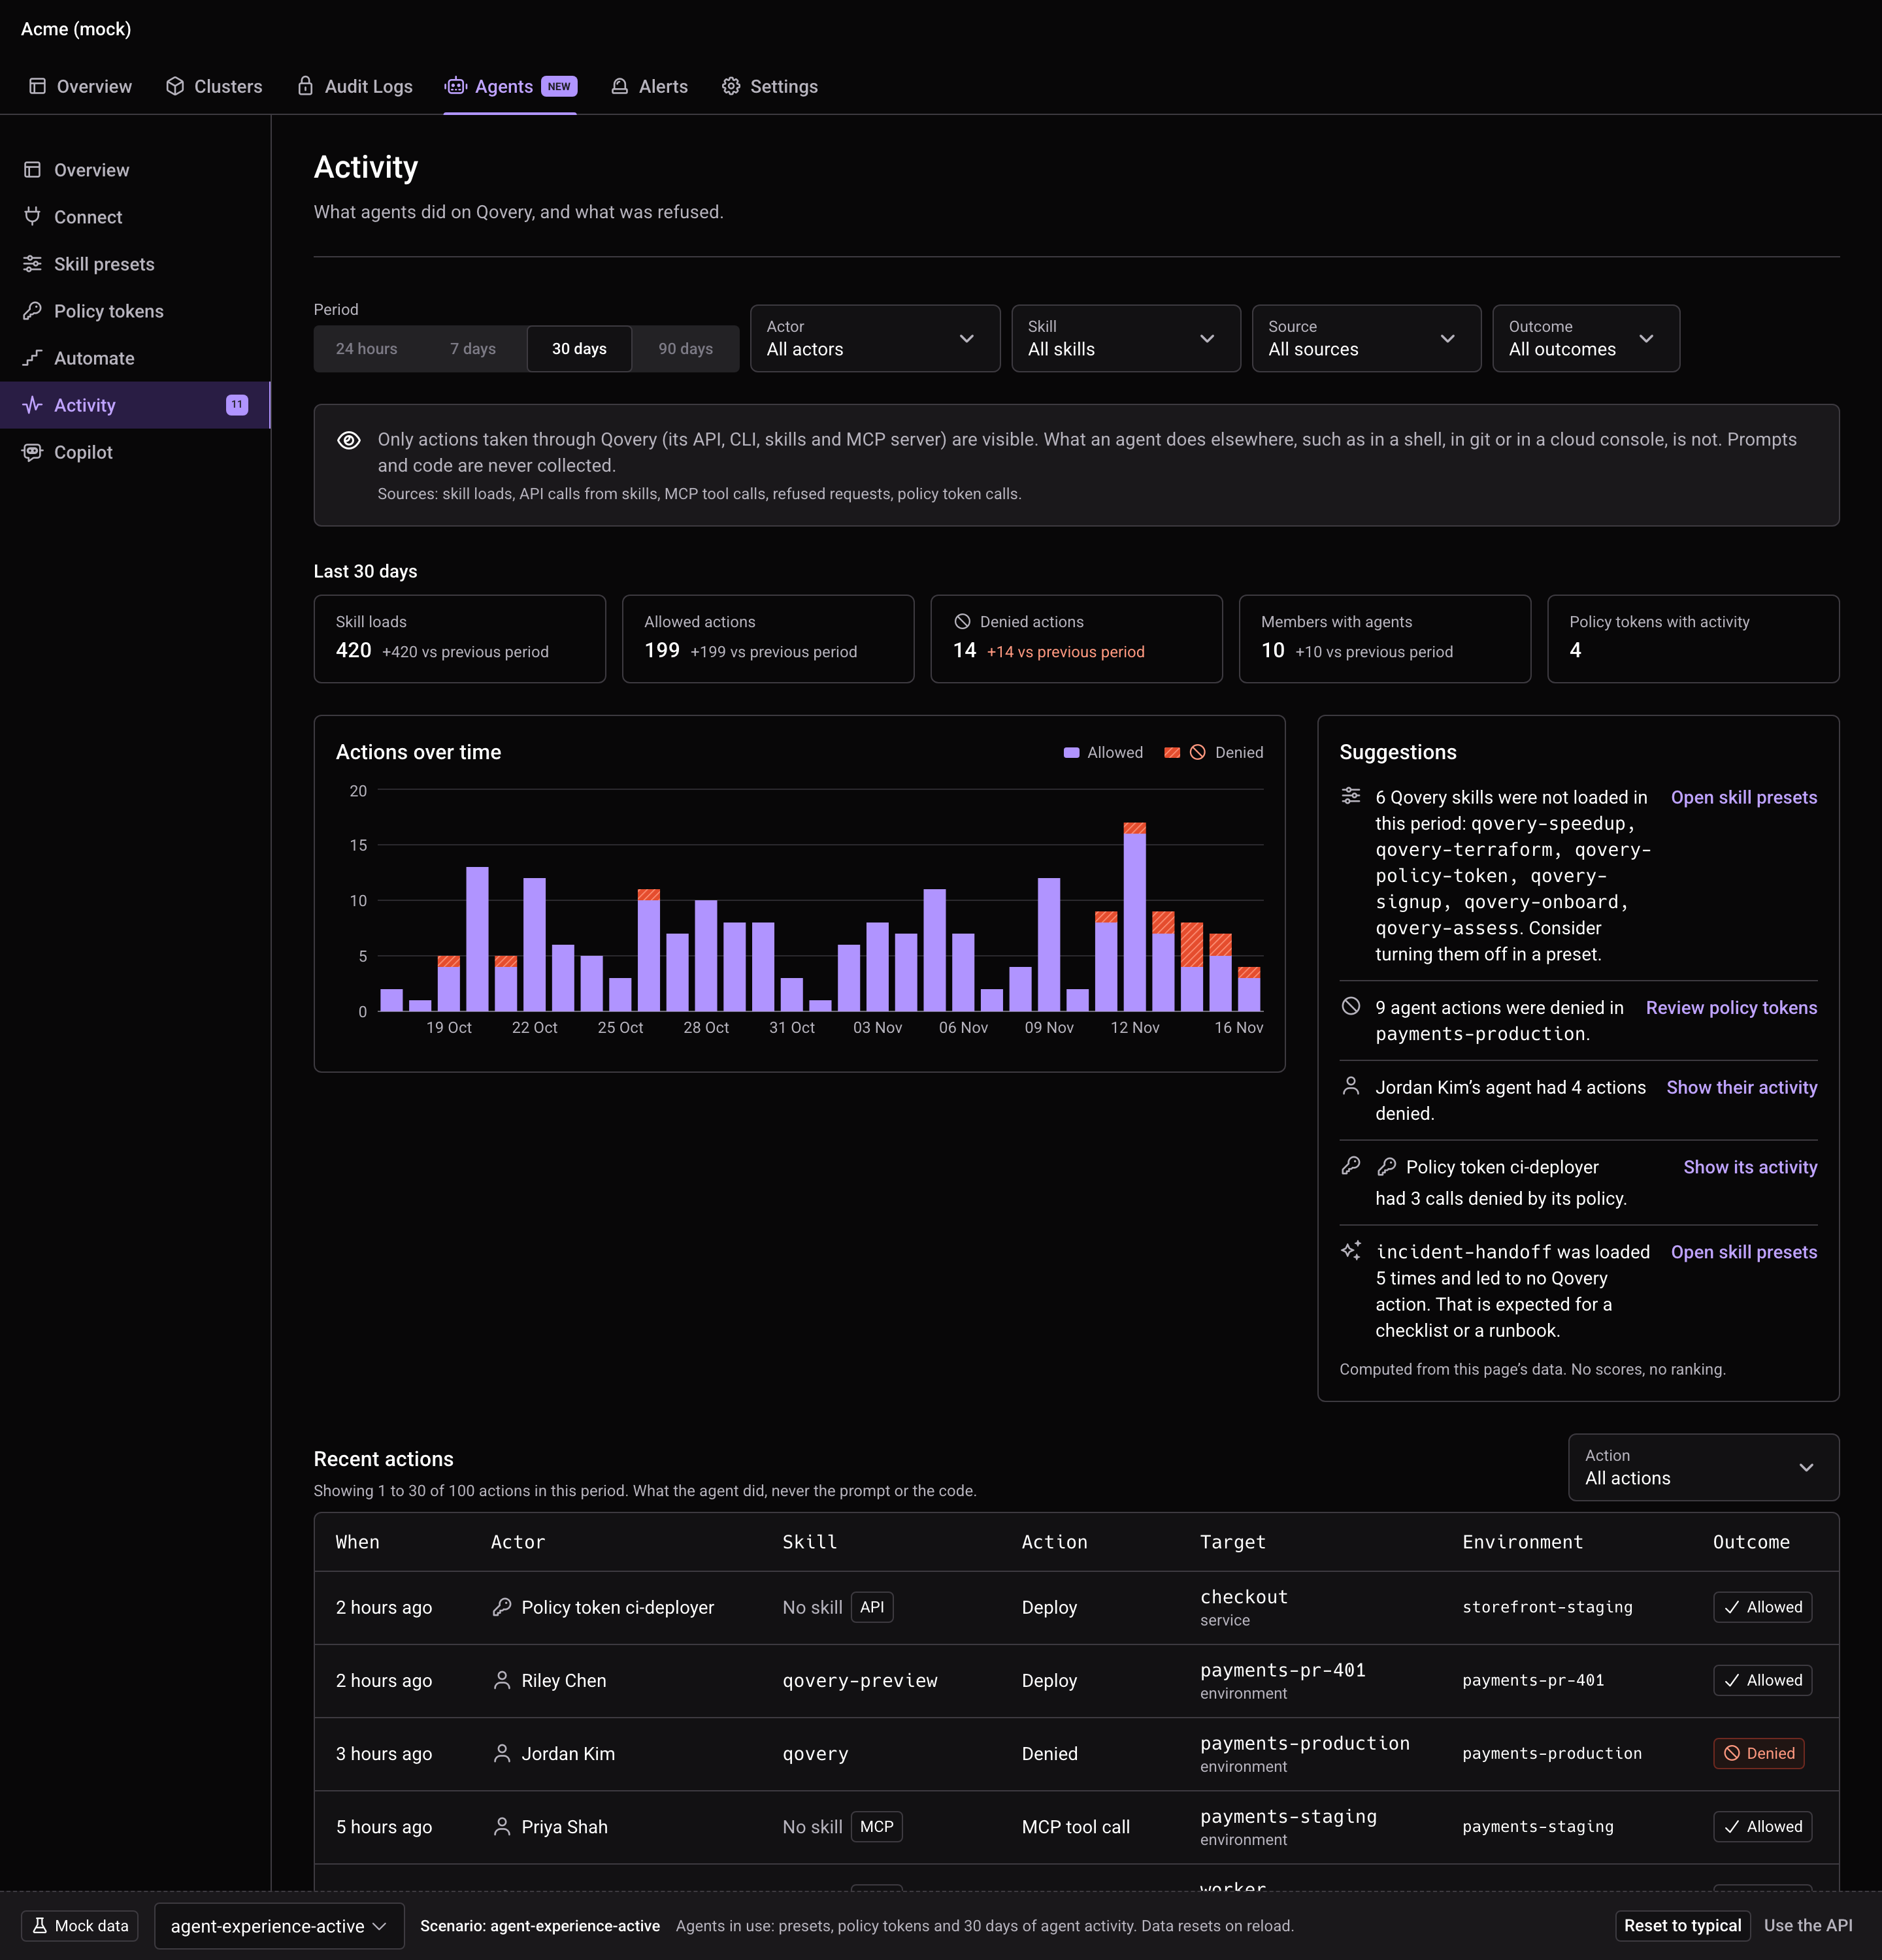 Acme (mock)
Overview
Clusters
Audit Logs
Agents NEW
Alerts
Settings
Overview
Connect
Skill presets
Policy tokens
Automate
Activity 11
Copilot
Activity
What agents did on Qovery, and what was refused.
Period
24 hours 7 days 30 days 90 days
Actor
All actors
Skill
All skills
Source
All sources
Outcome
All outcomes
Only actions taken through Qovery (its API, CLI, skills and MCP server) are visible. What an agent does elsewhere, such as in a shell, in git or in a cloud console, is not. Prompts
and code are never collected.
Sources: skill loads, API calls from skills, MCP tool calls, refused requests, policy token calls.
Last 30 days
Skill loads
420 +420 vs previous period
Allowed actions
199 +199 vs previous period
Denied actions
14 +14 vs previous period
Members with agents
10 +10 vs previous period
Policy tokens with activity
4
Actions over time
Allowed Denied
20
15
10
5
0
19 Oct 22 Oct 25 Oct 28 Oct 31 Oct 03 Nov 06 Nov 09 Nov 12 Nov 16 Nov
Suggestions
6 Qovery skills were not loaded in
this period: qovery-speedup,
qovery-terraform, qovery-
policy-token, qovery-
signup, qovery-onboard,
qovery-assess. Consider
turning them off in a preset.
Open skill presets
9 agent actions were denied in
payments-production.
Review policy tokens
Jordan Kim’s agent had 4 actions
denied.
Show their activity
Policy token ci-deployer
had 3 calls denied by its policy.
Show its activity
incident-handoff was loaded
5 times and led to no Qovery
action. That is expected for a
checklist or a runbook.
Open skill presets
Computed from this page’s data. No scores, no ranking.
Recent actions
Showing 1 to 30 of 100 actions in this period. What the agent did, never the prompt or the code.
Action
All actions
When Actor Skill Action Target Environment Outcome
2 hours ago Policy token ci-deployer No skill API Deploy checkout service storefront-staging Allowed
2 hours ago Riley Chen qovery-preview Deploy payments-pr-401 environment payments-pr-401 Allowed
3 hours ago Jordan Kim qovery Denied payments-production environment payments-production Denied
5 hours ago Priya Shah No skill MCP MCP tool call payments-staging environment payments-staging Allowed
Mock data
agent-experience-active
Scenario: agent-experience-active
Agents in use: presets, policy tokens and 30 days of agent activity. Data resets on reload.
Reset to typical
Use the API